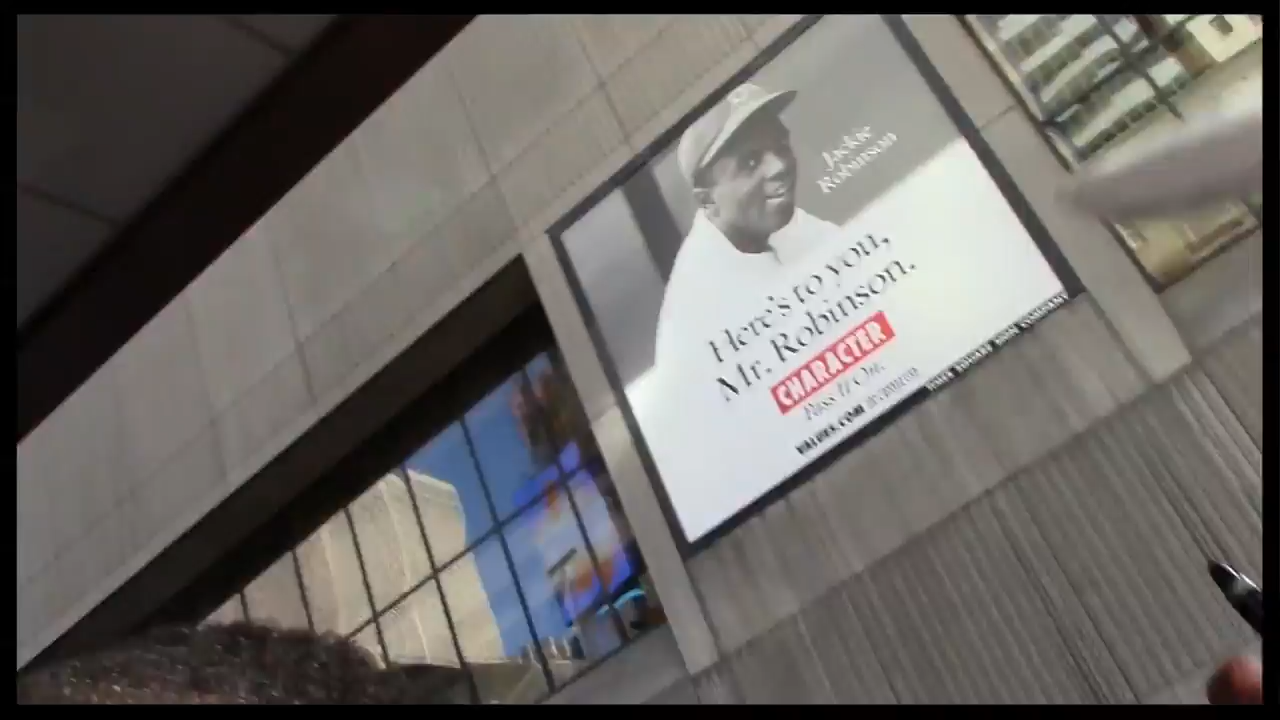 Jackie
Robinson
Here's to you,
Mr. Robinson.
CHARACTER
Pass It On.
VALUES.COM